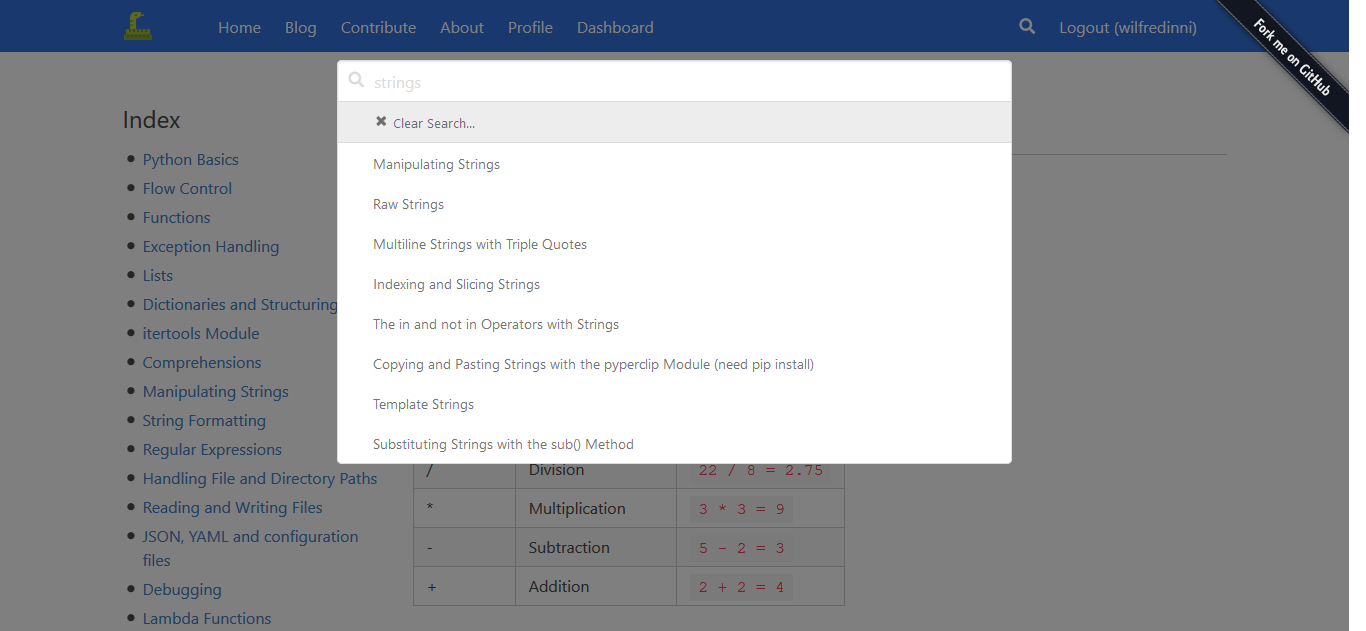 Home Blog Contribute About Profile Dashboard Logout (wilfredinni)
Fork me on GitHub
strings
Clear Search...
Manipulating Strings
Raw Strings
Multiline Strings with Triple Quotes
Indexing and Slicing Strings
The in and not in Operators with Strings
Copying and Pasting Strings with the pyperclip Module (need pip install)
Template Strings
Substituting Strings with the sub() Method
Index
Python Basics
Flow Control
Functions
Exception Handling
Lists
Dictionaries and Structuring
itertools Module
Comprehensions
Manipulating Strings
String Formatting
Regular Expressions
Handling File and Directory Paths
Reading and Writing Files
JSON, YAML and configuration
files
Debugging
Lambda Functions
/ Division 22 / 8 = 2.75
* Multiplication 3 * 3 = 9
- Subtraction 5 - 2 = 3
+ Addition 2 + 2 = 4